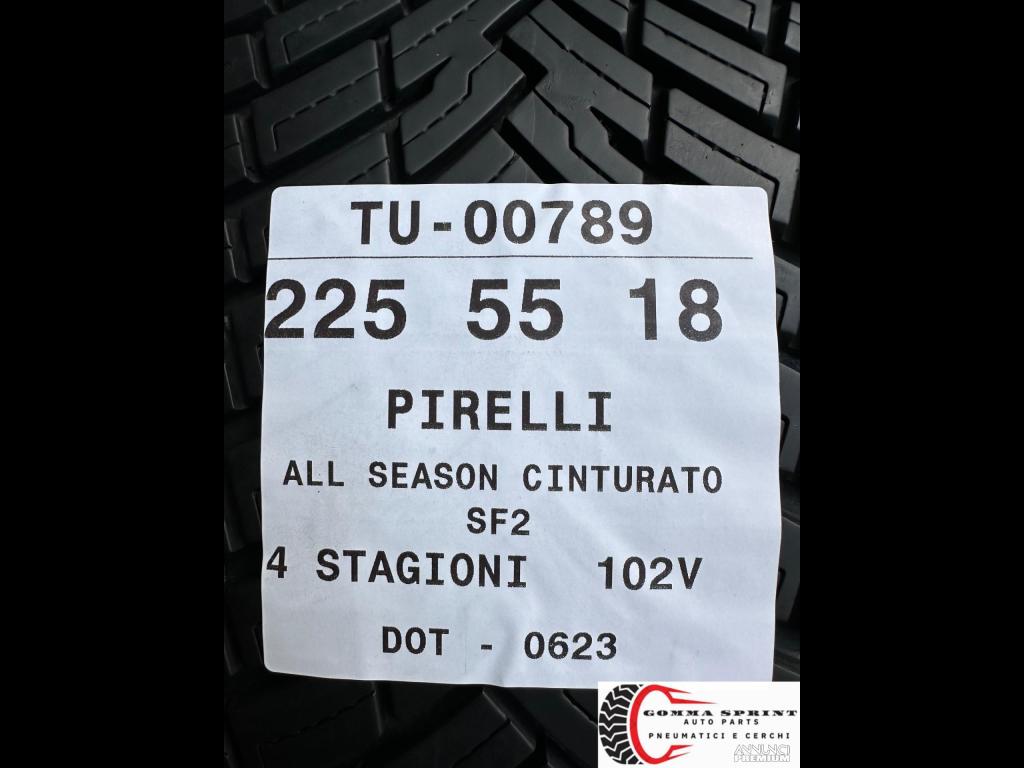 TU-00789
225 55 18
PIRELLI
ALL SEASON CINTURATO
SF2
4 STAGIONI 102V
DOT - 0623
GOMMA SPRINT
AUTO PARTS
PNEUMATICI E CERCHI
ANNUNCI
PREMIUM